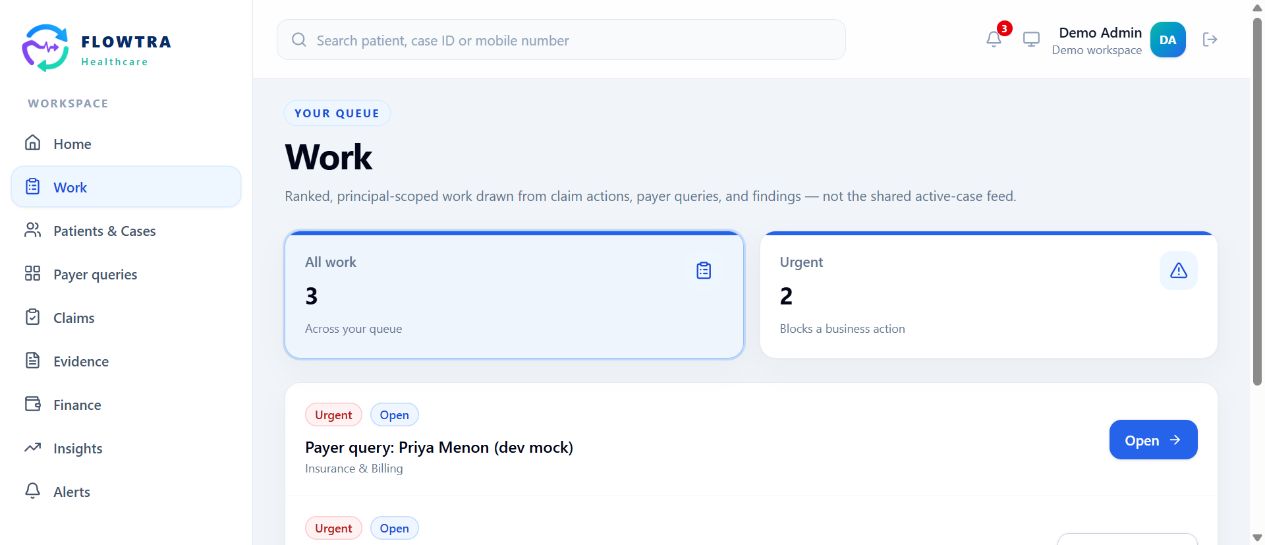 FLOWTRA
Healthcare
WORKSPACE
Home
Work
Patients & Cases
Payer queries
Claims
Evidence
Finance
Insights
Alerts
Search patient, case ID or mobile number
3
Demo Admin
Demo workspace
DA
YOUR QUEUE
Work
Ranked, principal-scoped work drawn from claim actions, payer queries, and findings — not the shared active-case feed.
All work
3
Across your queue
Urgent
2
Blocks a business action
Urgent Open
Payer query: Priya Menon (dev mock)
Insurance & Billing
Open →
Urgent Open